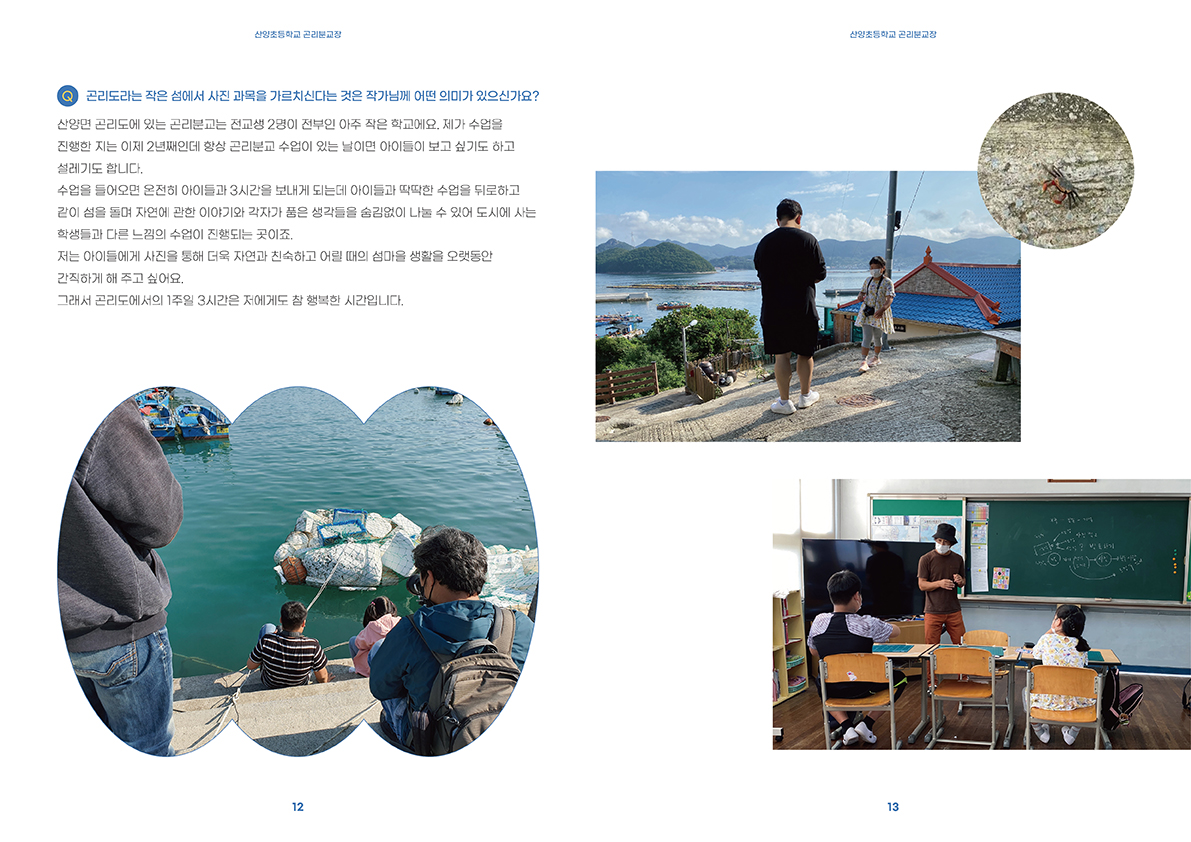 산양초등학교 곤리분교장
Q 곤리도라는 작은 섬에서 사진 과목을 가르치신다는 것은 작가님께 어떤 의미가 있으신가요?
산양면 곤리도에 있는 곤리분교는 전교생 2명이 전부인 아주 작은 학교에요. 제가 수업을
진행한 지는 이제 2년째인데 항상 곤리분교 수업이 있는 날이면 아이들이 보고 싶기도 하고
설레기도 합니다.
수업을 들어오면 온전히 아이들과 3시간을 보내게 되는데 아이들과 딱딱한 수업을 뒤로하고
같이 섬을 돌며 자연에 관한 이야기와 각자가 품은 생각들을 숨김없이 나눌 수 있어 도시에 사는
학생들과 다른 느낌의 수업이 진행되는 곳이죠.
저는 아이들에게 사진을 통해 더욱 자연과 친숙하고 어릴 때의 섬마을 생활을 오랫동안
간직하게 해 주고 싶어요.
그래서 곤리도에서의 1주일 3시간은 저에게도 참 행복한 시간입니다.
12
산양초등학교 곤리분교장
13